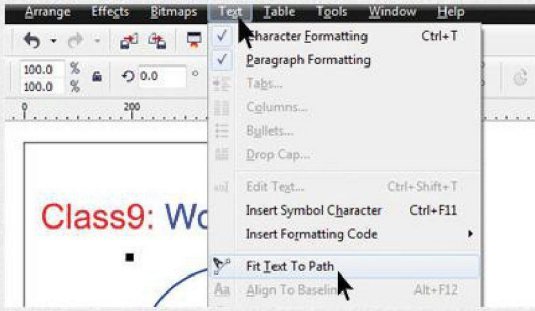 Arrange Effects Bitmaps Text Table Tools Window Help
Character Formatting Ctrl+T
100.0 % 0.0 ° Paragraph Formatting
100.0 % Tabs...
0 200 Columns...
Bullets...
Drop Cap...
Edit Text... Ctrl+Shift+T
Class9: Wo Insert Symbol Character Ctrl+F11
Insert Formatting Code
Fit Text To Path
Align To Baseline Alt+F12